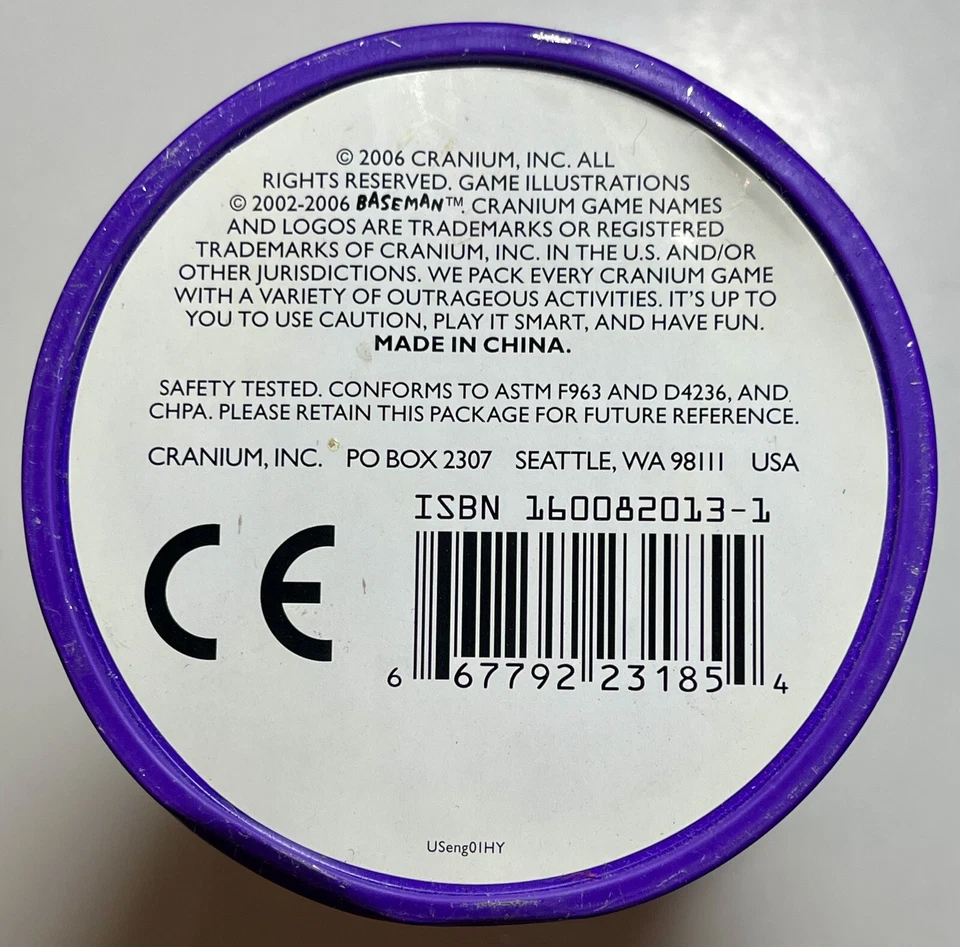 © 2006 CRANIUM, INC. ALL
RIGHTS RESERVED. GAME ILLUSTRATIONS
© 2002-2006 BASEMAN™. CRANIUM GAME NAMES
AND LOGOS ARE TRADEMARKS OR REGISTERED
TRADEMARKS OF CRANIUM, INC. IN THE U.S. AND/OR
OTHER JURISDICTIONS. WE PACK EVERY CRANIUM GAME
WITH A VARIETY OF OUTRAGEOUS ACTIVITIES. IT'S UP TO
YOU TO USE CAUTION, PLAY IT SMART, AND HAVE FUN.
MADE IN CHINA.
SAFETY TESTED. CONFORMS TO ASTM F963 AND D4236, AND
CHPA. PLEASE RETAIN THIS PACKAGE FOR FUTURE REFERENCE.
CRANIUM, INC. PO BOX 2307 SEATTLE, WA 98111 USA
ISBN 160082013-1
CE
6 67792 23185 4
USeng01HY